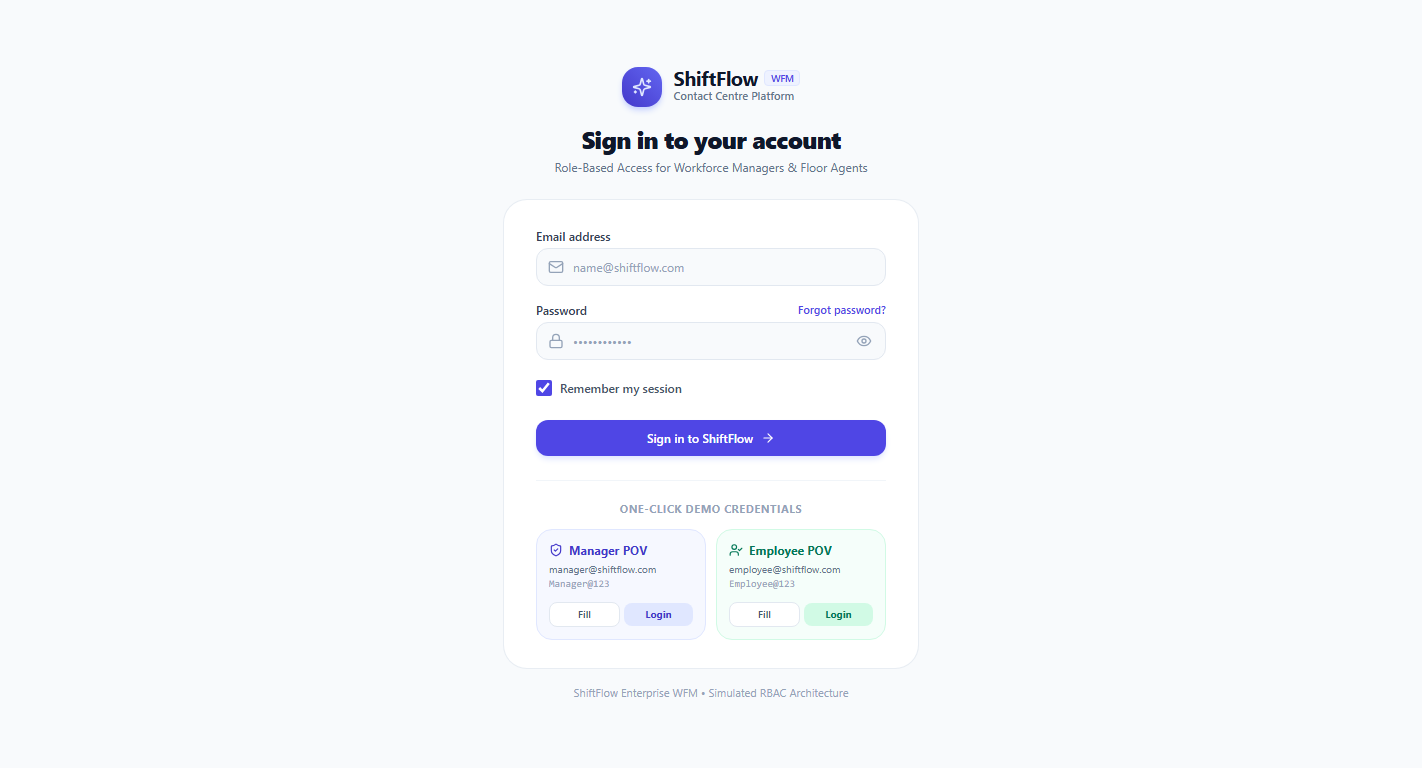 ShiftFlow WFM
Contact Centre Platform
Sign in to your account
Role-Based Access for Workforce Managers & Floor Agents
Email address
name@shiftflow.com
Password Forgot password?
••••••••••••
Remember my session
Sign in to ShiftFlow →
ONE-CLICK DEMO CREDENTIALS
Manager POV
manager@shiftflow.com
Manager@123
Fill Login
Employee POV
employee@shiftflow.com
Employee@123
Fill Login
ShiftFlow Enterprise WFM • Simulated RBAC Architecture